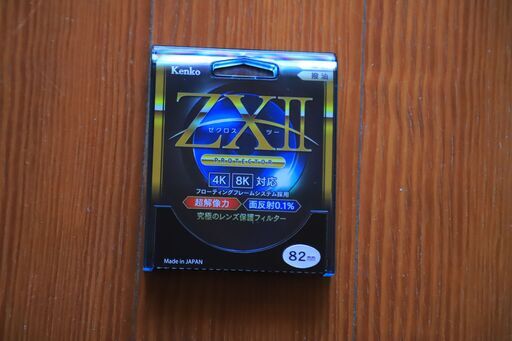 Kenko
撥油
ZXII
ゼクロス ツー
PROTECTOR
4K 8K 対応
フローティングフレームシステム採用
超解像力 面反射0.1%
究極のレンズ保護フィルター
Made in JAPAN
82mm